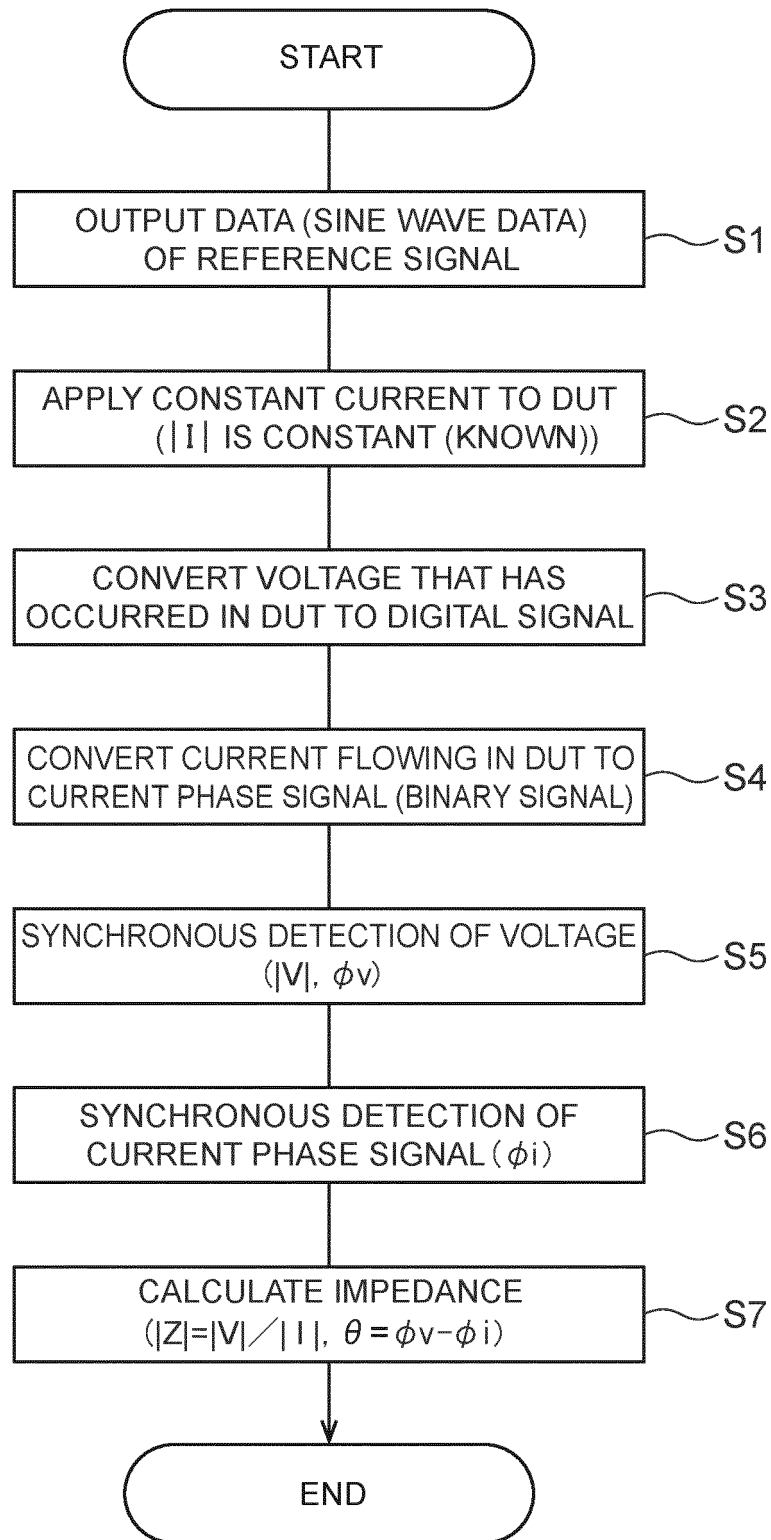 START
OUTPUT DATA (SINE WAVE DATA)
OF REFERENCE SIGNAL
S1
APPLY CONSTANT CURRENT TO DUT
(|I| IS CONSTANT (KNOWN))
S2
CONVERT VOLTAGE THAT HAS
OCCURRED IN DUT TO DIGITAL SIGNAL
S3
CONVERT CURRENT FLOWING IN DUT TO
CURRENT PHASE SIGNAL (BINARY SIGNAL)
S4
SYNCHRONOUS DETECTION OF VOLTAGE
(|V|, ϕv)
S5
SYNCHRONOUS DETECTION OF
CURRENT PHASE SIGNAL (ϕi)
S6
CALCULATE IMPEDANCE
(|Z|=|V|/|I|, θ=ϕv-ϕi)
S7
END